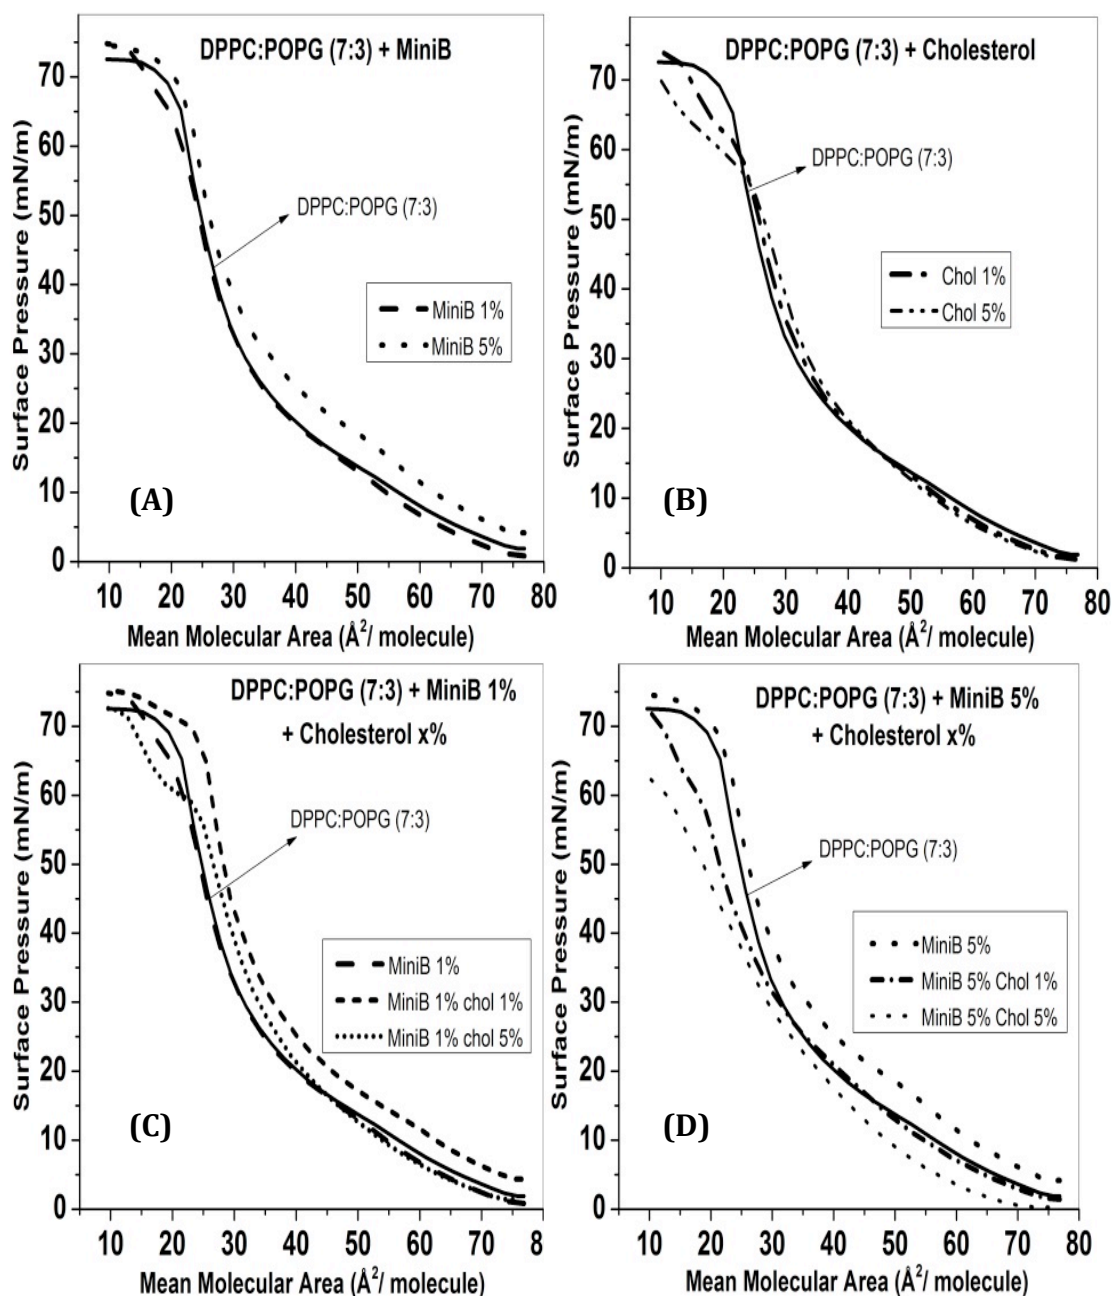 DPPC:POPG (7:3) + MiniB
Surface Pressure (mN/m)
70
60
50
40
30
20
10
0
DPPC:POPG (7:3)
MiniB 1%
MiniB 5%
(A)
10 20 30 40 50 60 70 80
Mean Molecular Area (Å²/ molecule)
DPPC:POPG (7:3) + Cholesterol
Surface Pressure (mN/m)
70
60
50
40
30
20
10
0
DPPC:POPG (7:3)
Chol 1%
Chol 5%
(B)
10 20 30 40 50 60 70 80
Mean Molecular Area (Å²/ molecule)
DPPC:POPG (7:3) + MiniB 1%
+ Cholesterol x%
Surface Pressure (mN/m)
70
60
50
40
30
20
10
0
DPPC:POPG (7:3)
MiniB 1%
MiniB 1% chol 1%
MiniB 1% chol 5%
(C)
10 20 30 40 50 60 70 8
Mean Molecular Area (Å²/ molecule)
DPPC:POPG (7:3) + MiniB 5%
+ Cholesterol x%
Surface Pressure (mN/m)
70
60
50
40
30
20
10
0
DPPC:POPG (7:3)
MiniB 5%
MiniB 5% Chol 1%
MiniB 5% Chol 5%
(D)
10 20 30 40 50 60 70 80
Mean Molecular Area (Å²/ molecule)